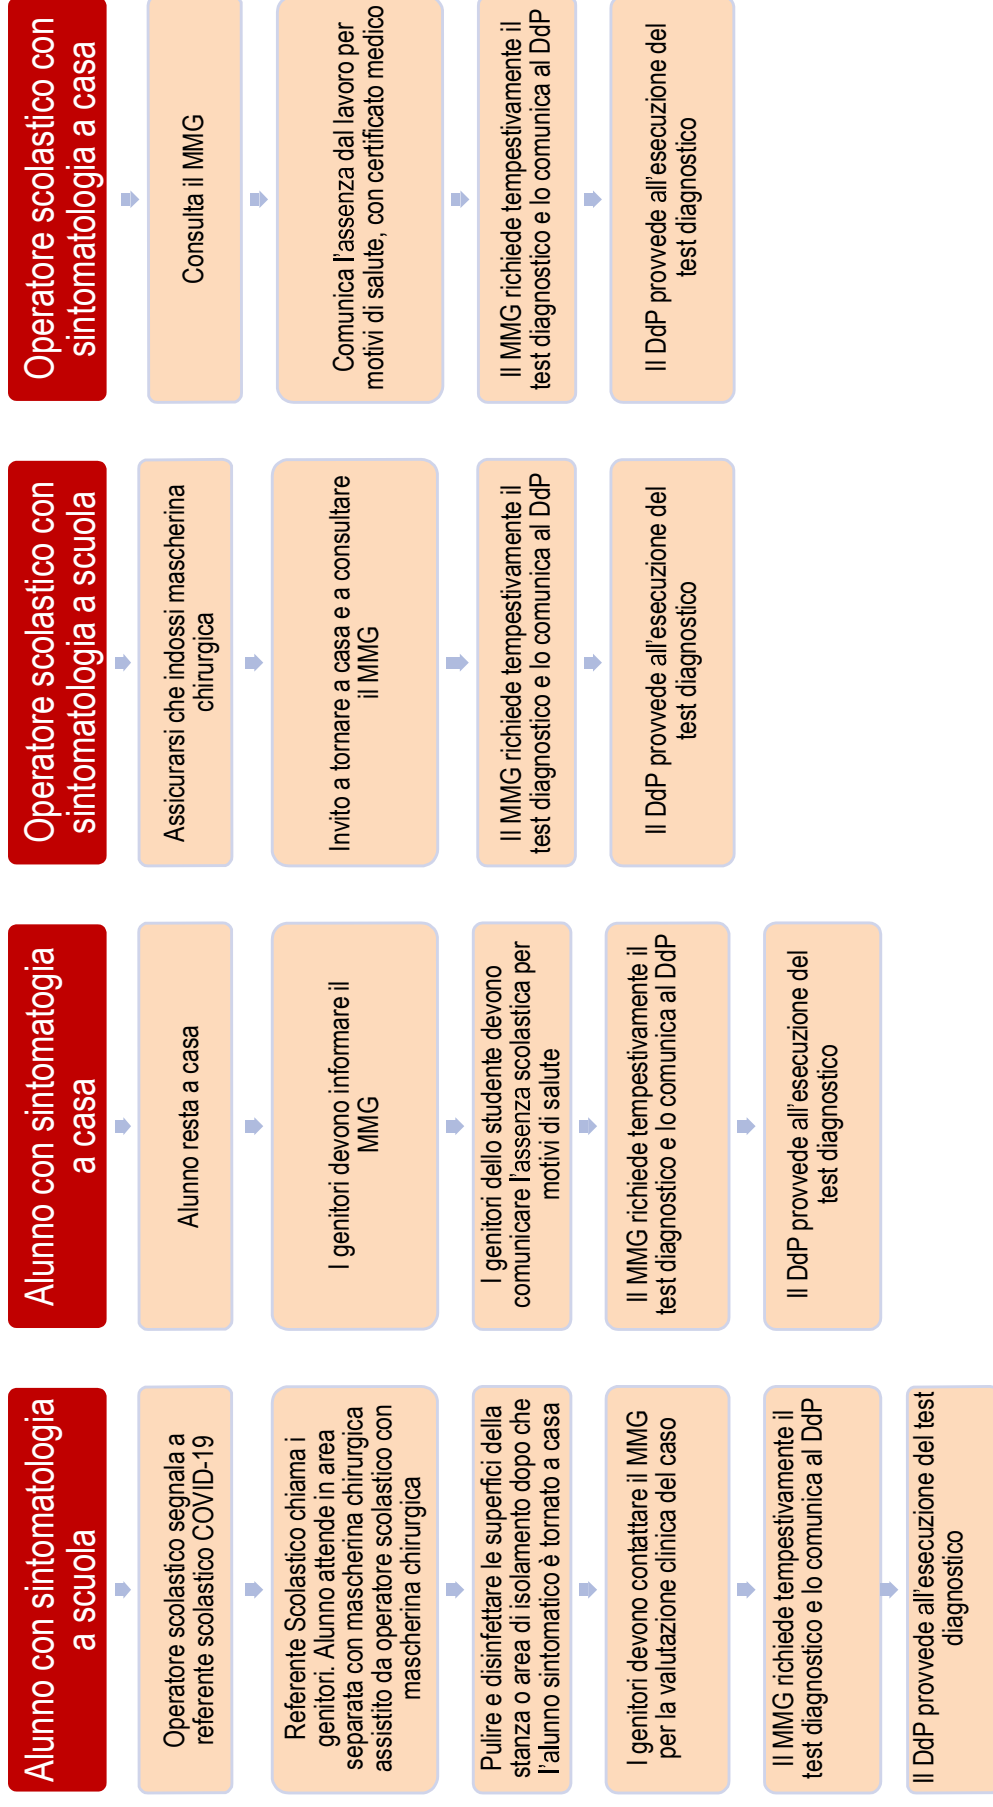 Alunno con sintomatologia
a scuola
Operatore scolastico segnala a
referente scolastico COVID-19
Referente Scolastico chiama i
genitori. Alunno attende in area
separata con mascherina chirurgica
assistito da operatore scolastico con
mascherina chirurgica
Pulire e disinfettare le superfici della
stanza o area di isolamento dopo che
l'alunno sintomatico è tornato a casa
I genitori devono contattare il MMG
per la valutazione clinica del caso
Il MMG richiede tempestivamente il
test diagnostico e lo comunica al DdP
Il DdP provvede all'esecuzione del test
diagnostico
Alunno con sintomatogia
a casa
Alunno resta a casa
I genitori devono informare il
MMG
I genitori dello studente devono
comunicare l'assenza scolastica per
motivi di salute
Il MMG richiede tempestivamente il
test diagnostico e lo comunica al DdP
Il DdP provvede all'esecuzione del
test diagnostico
Operatore scolastico con
sintomatologia a scuola
Assicurarsi che indossi mascherina
chirurgica
Invito a tornare a casa e a consultare
il MMG
Il MMG richiede tempestivamente il
test diagnostico e lo comunica al DdP
Il DdP provvede all'esecuzione del
test diagnostico
Operatore scolastico con
sintomatologia a casa
Consulta il MMG
Comunica l'assenza dal lavoro per
motivi di salute, con certificato medico
Il MMG richiede tempestivamente il
test diagnostico e lo comunica al DdP
Il DdP provvede all'esecuzione del
test diagnostico